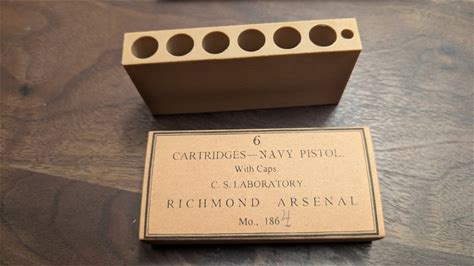 6
CARTRIDGES—NAVY PISTOL.
With Caps.
C. S. LABORATORY.
RICHMOND ARSENAL
Mo., 1864